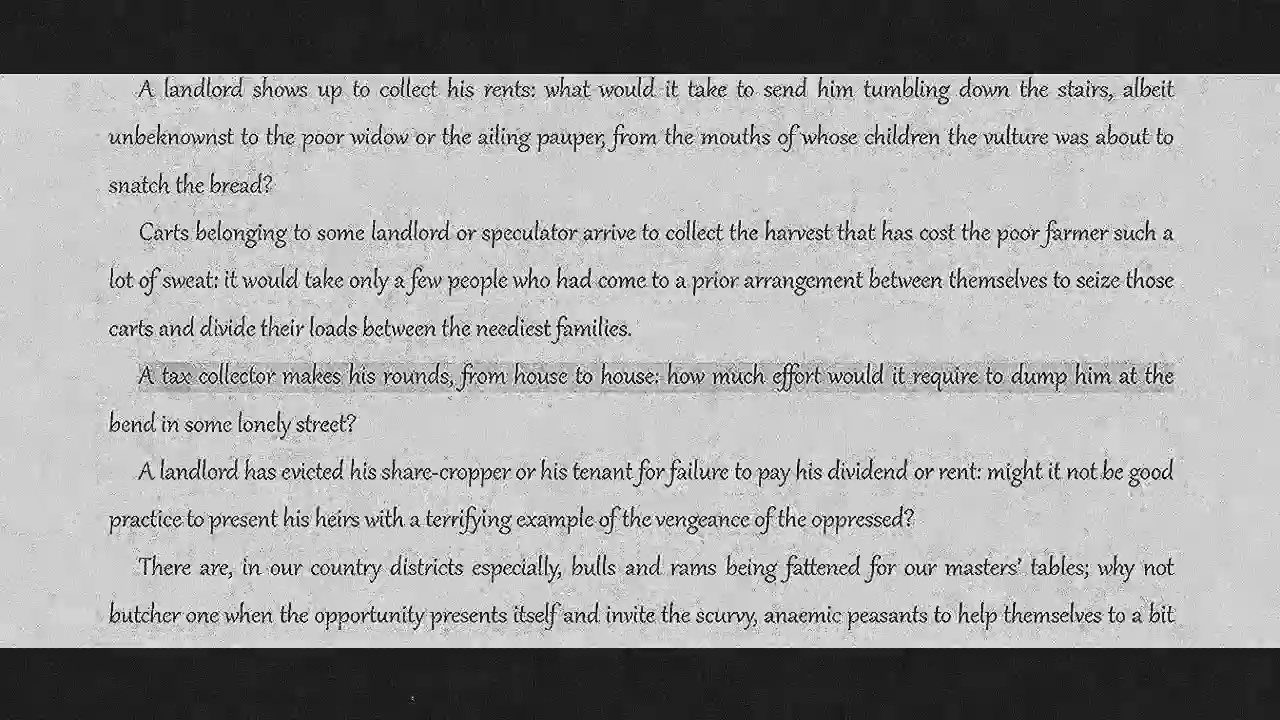 A landlord shows up to collect his rents: what would it take to send him tumbling down the stairs, albeit
unbeknownst to the poor widow or the ailing pauper, from the mouths of whose children the vulture was about to
snatch the bread?
Carts belonging to some landlord or speculator arrive to collect the harvest that has cost the poor farmer such a
lot of sweat: it would take only a few people who had come to a prior arrangement between themselves to seize those
carts and divide their loads between the neediest families.
A tax collector makes his rounds, from house to house: how much effort would it require to dump him at the
bend in some lonely street?
A landlord has evicted his share-cropper or his tenant for failure to pay his dividend or rent: might it not be good
practice to present his heirs with a terrifying example of the vengeance of the oppressed?
There are, in our country districts especially, bulls and rams being fattened for our masters’ tables; why not
butcher one when the opportunity presents itself and invite the scurvy, anaemic peasants to help themselves to a bit